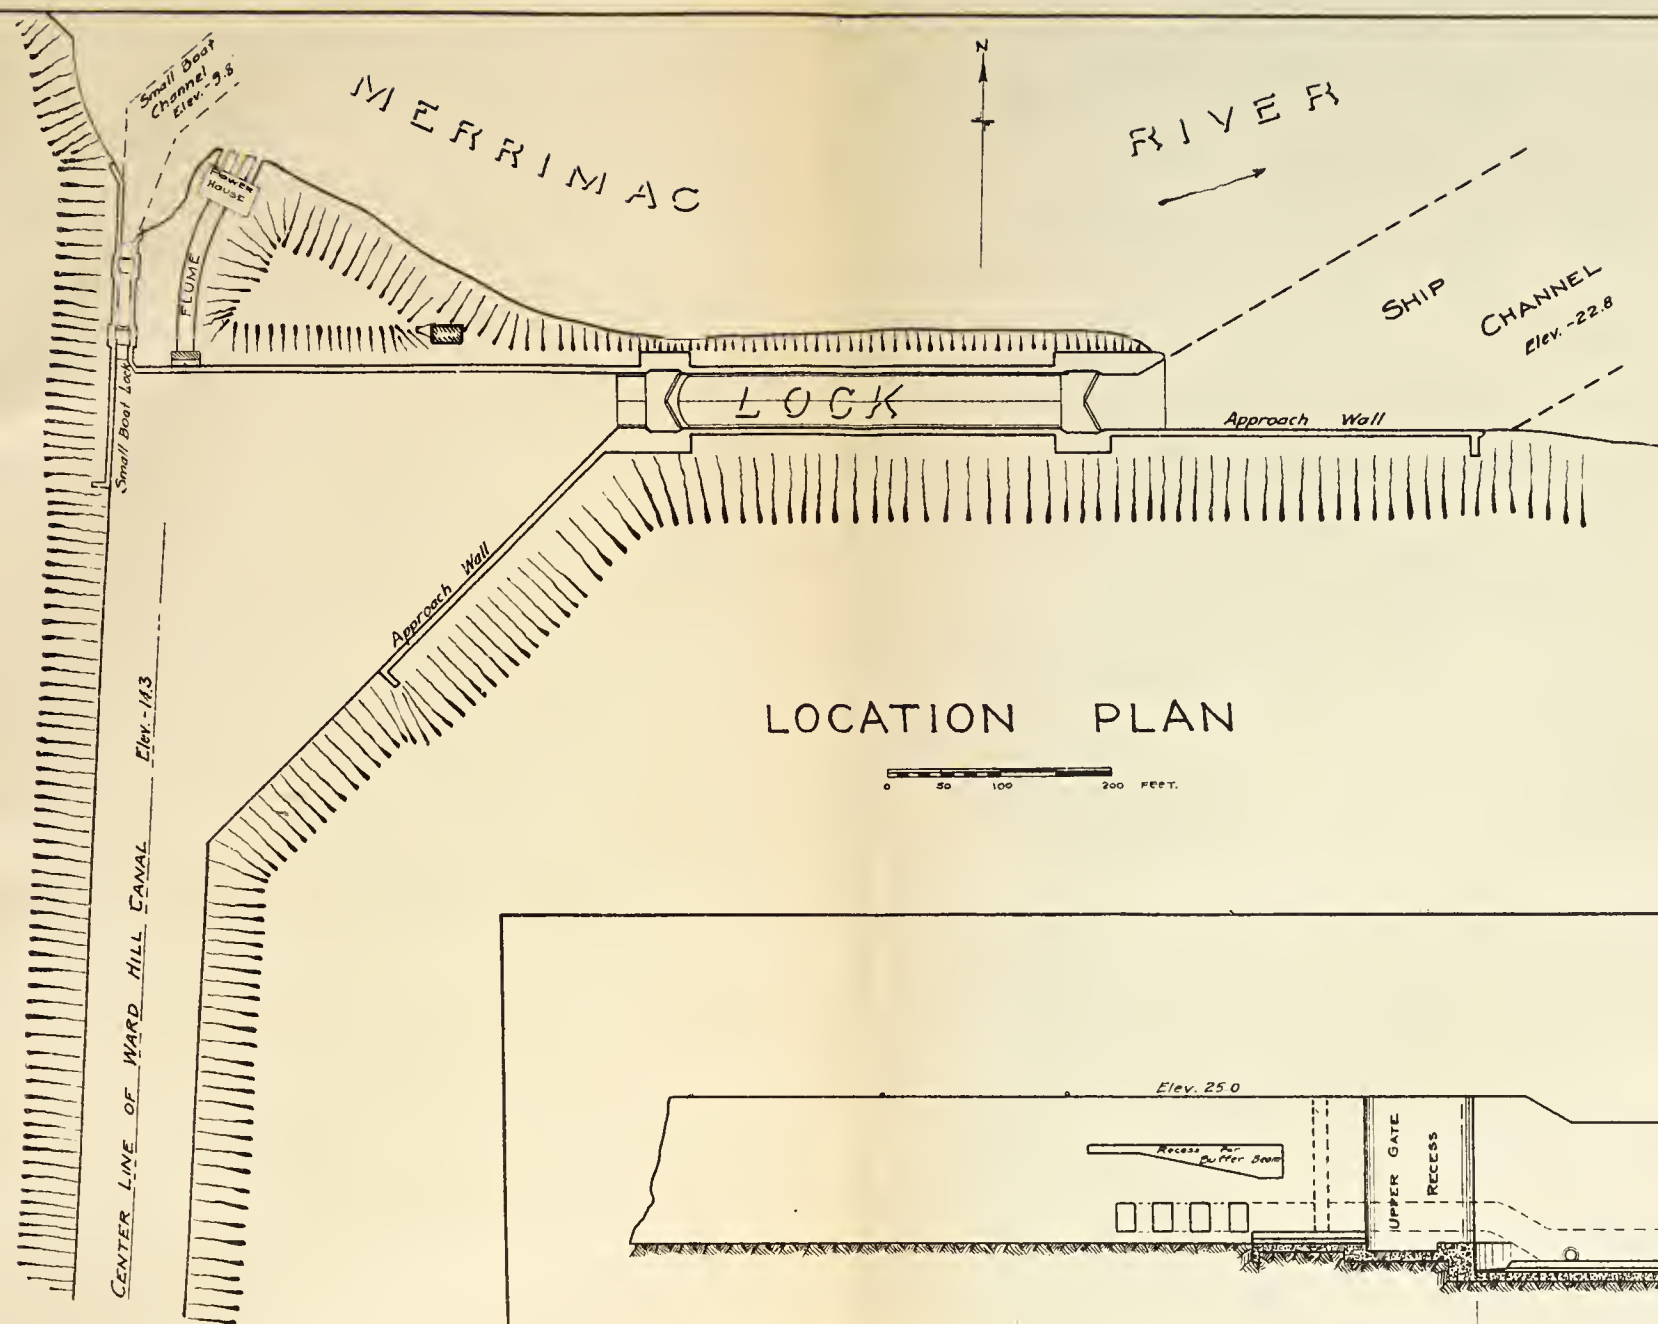 Small Boat
Channel
Elev. -9.8
MERRIMAC
N
RIVER
POWER
HOUSE
FLUME
SHIP
CHANNEL
Elev. -22.8
LOCK
Approach Wall
Small Boat Lock
Approach Wall
CENTER LINE OF WARD HILL CANAL Elev. -14.3
LOCATION PLAN
0 50 100 200 FEET.
Elev. 25.0
Recess For
Buffer Beam
UPPER GATE
RECESS